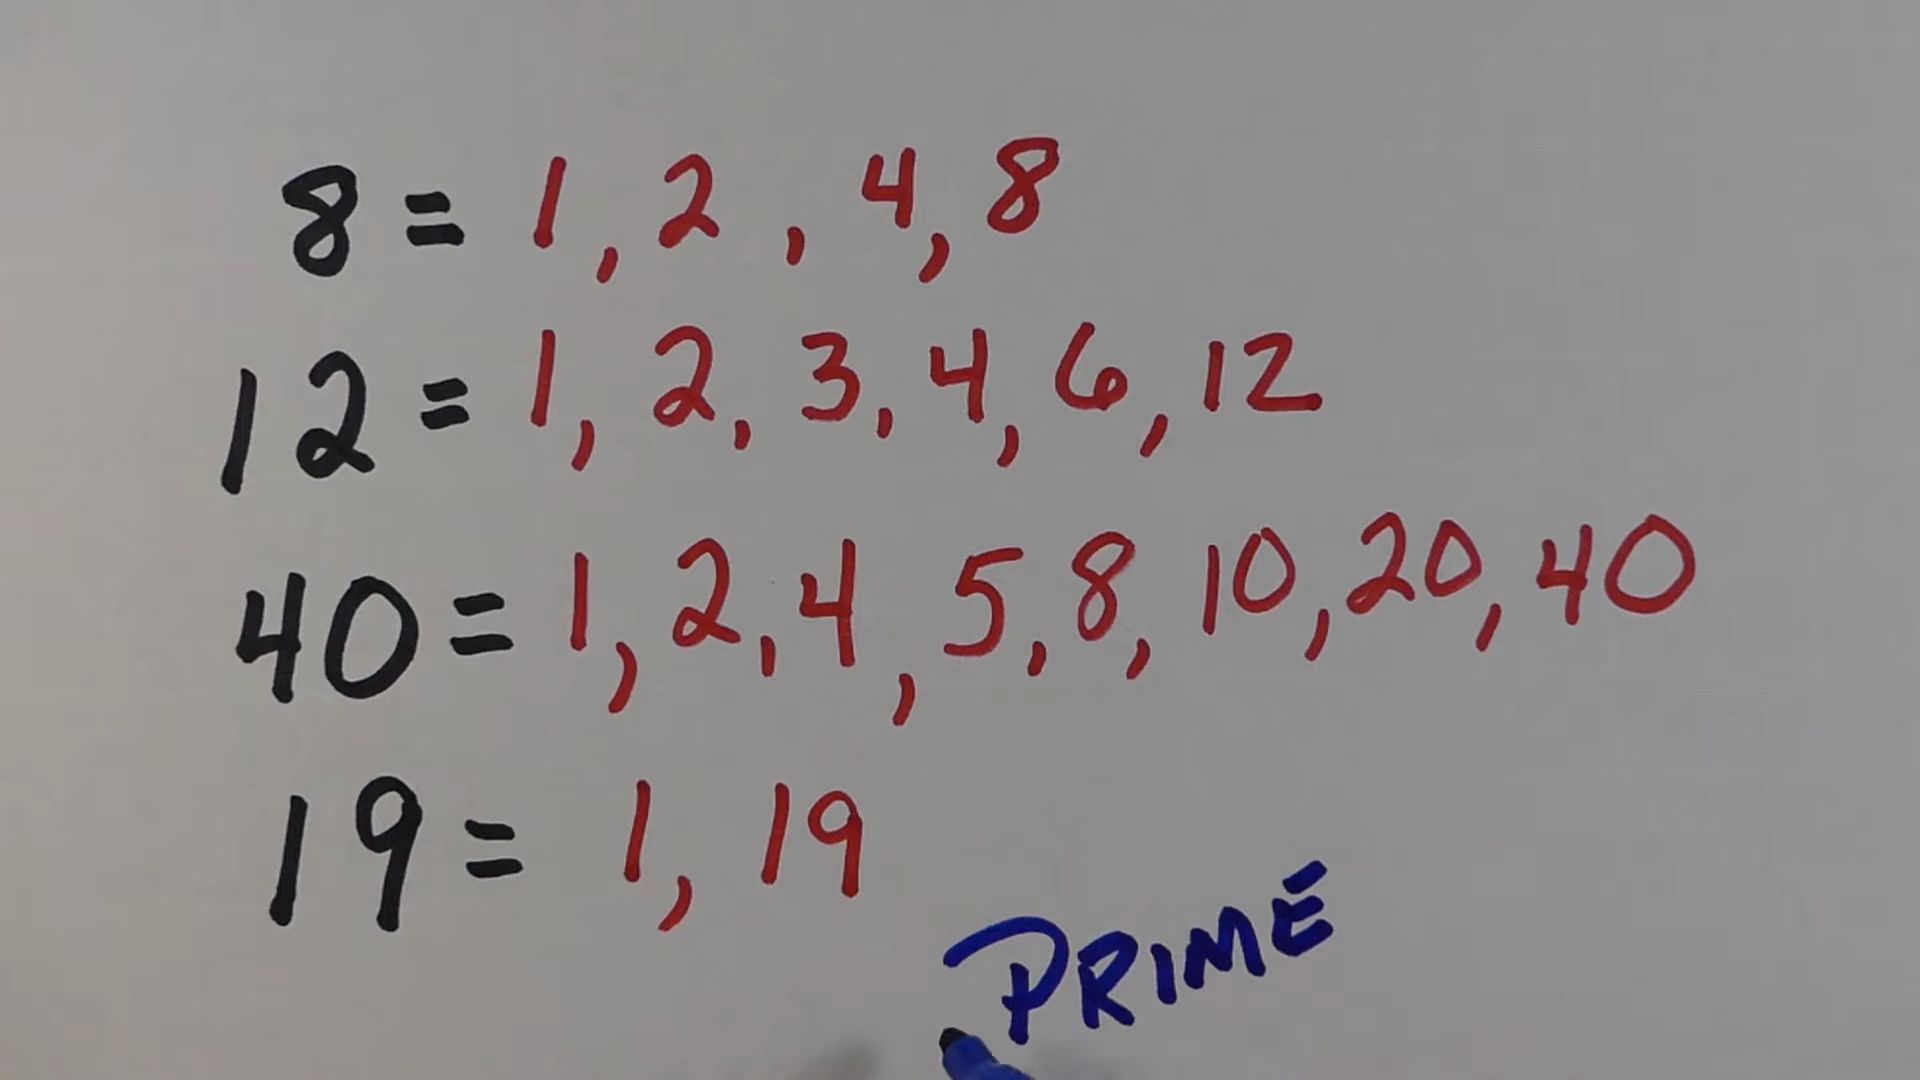 8 = 1, 2, 4, 8
12 = 1, 2, 3, 4, 6, 12
40 = 1, 2, 4, 5, 8, 10, 20, 40
19 = 1, 19
PRIME